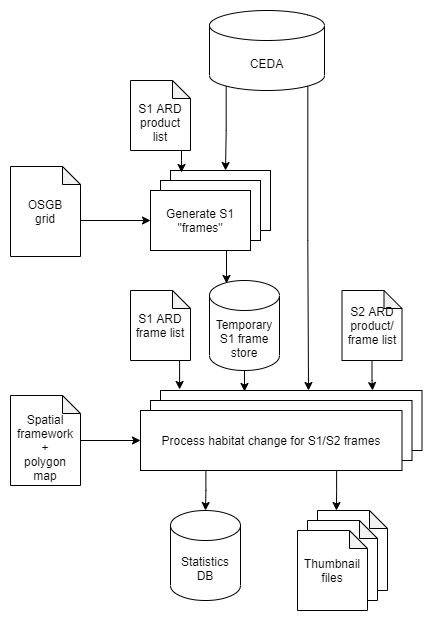 CEDA
S1 ARD
product
list
OSGB
grid
Generate S1
"frames"
S1 ARD
frame list
Temporary
S1 frame
store
S2 ARD
product/
frame list
Spatial
framework
+
polygon
map
Process habitat change for S1/S2 frames
Statistics
DB
Thumbnail
files